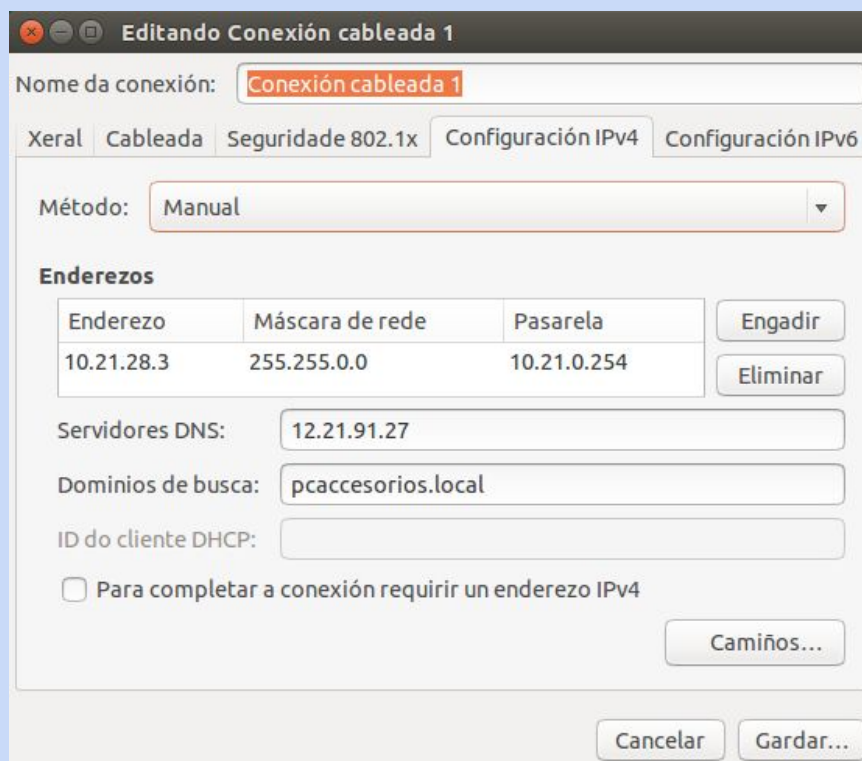 Editando Conexión cableada 1
Nome da conexión: Conexión cableada 1
Xeral Cableada Seguridade 802.1x Configuración IPv4 Configuración IPv6
Método: Manual
Enderezos
Enderezo Máscara de rede Pasarela Engadir
10.21.28.3 255.255.0.0 10.21.0.254
Eliminar
Servidores DNS: 12.21.91.27
Dominios de busca: pcaccesorios.local
ID do cliente DHCP:
Para completar a conexión requirir un enderezo IPv4
Camiños...
Cancelar Gardar...